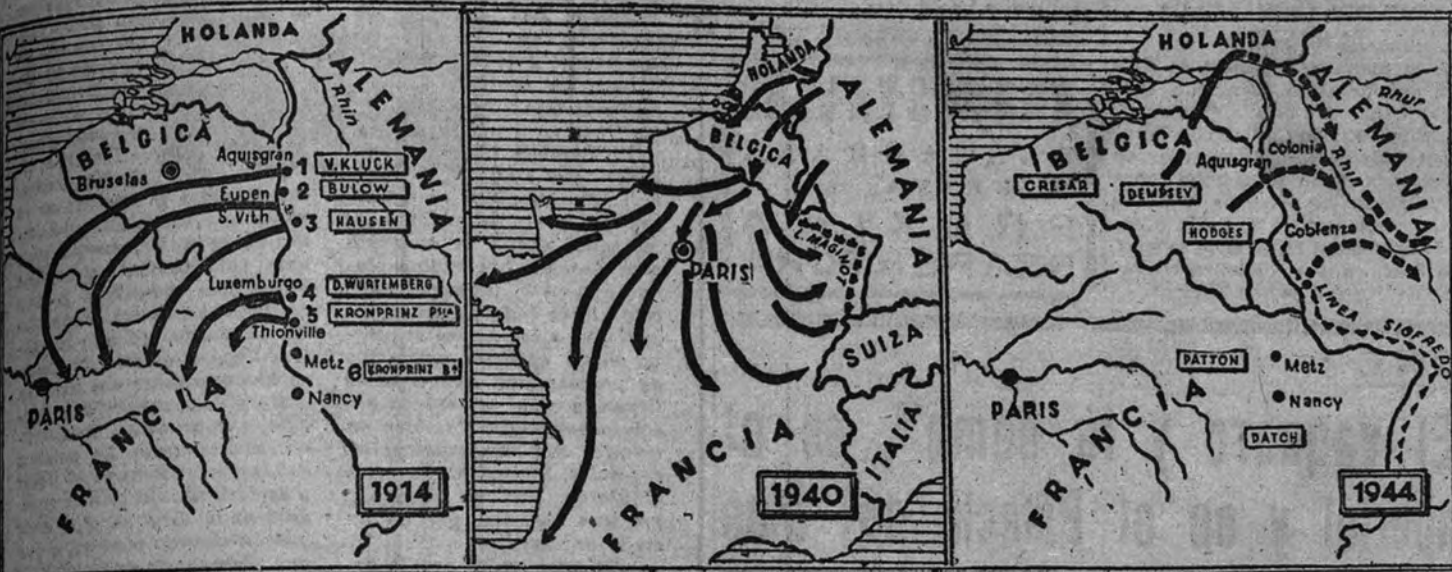 HOLANDA
ALEMANIA
Rhin
BELGICA
Bruselas
Aquisgran
1 V. KLUCK
Eupen
2 BULOW
S. Vith
3 HAUSEN
Luxemburgo
4 D. WURTEMBERG
5 KRONPRINZ
Thionville
Metz
6 KRONPRINZ
Nancy
PARIS
FRANCIA
1914
HOLANDA
ALEMANIA
BELGICA
L. MAGINOT
PARIS
SUIZA
ITALIA
FRANCIA
1940
HOLANDA
ALEMANIA
Rhur
Rhin
BELGICA
Colonia
Aquisgran
CRESAR
DEMPSEY
HODGES
Coblenza
LINEA SIGFREDO
PATTON
Metz
PARIS
Nancy
PATCH
FRANCIA
1944